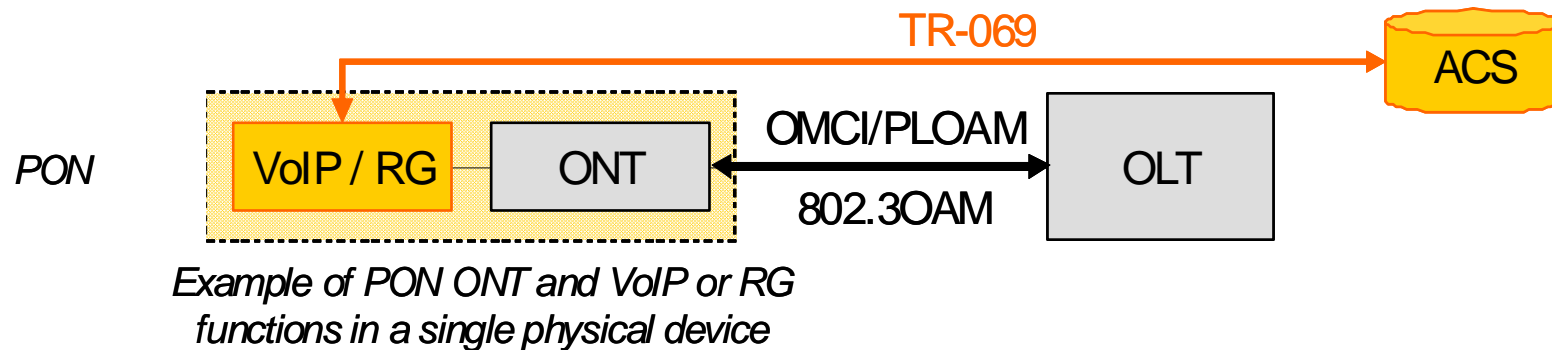 TR-069
ACS
PON
VoIP / RG
ONT
OMCI/PLOAM
802.3OAM
OLT
Example of PON ONT and VoIP or RG
functions in a single physical device